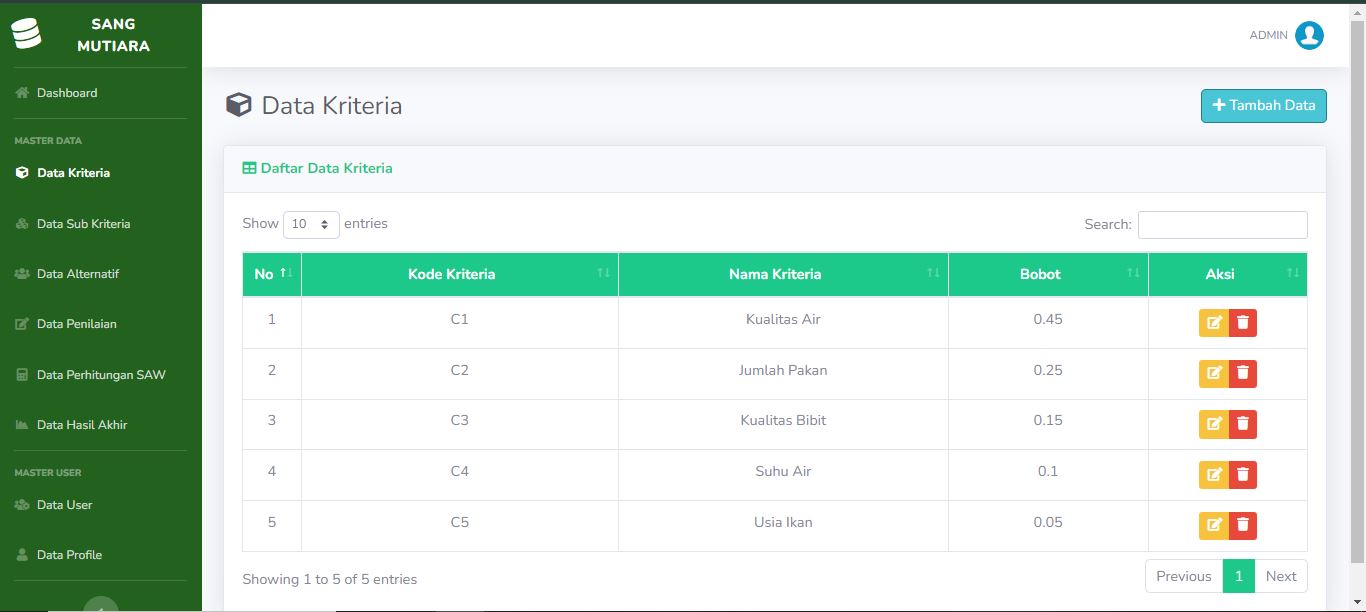 SANG
MUTIARA
ADMIN
Dashboard
MASTER DATA
Data Kriteria
Data Sub Kriteria
Data Alternatif
Data Penilaian
Data Perhitungan SAW
Data Hasil Akhir
MASTER USER
Data User
Data Profile
Data Kriteria
Tambah Data
Daftar Data Kriteria
Show 10 entries
Search:
No Kode Kriteria Nama Kriteria Bobot Aksi
1 C1 Kualitas Air 0.45
2 C2 Jumlah Pakan 0.25
3 C3 Kualitas Bibit 0.15
4 C4 Suhu Air 0.1
5 C5 Usia Ikan 0.05
Showing 1 to 5 of 5 entries
Previous 1 Next